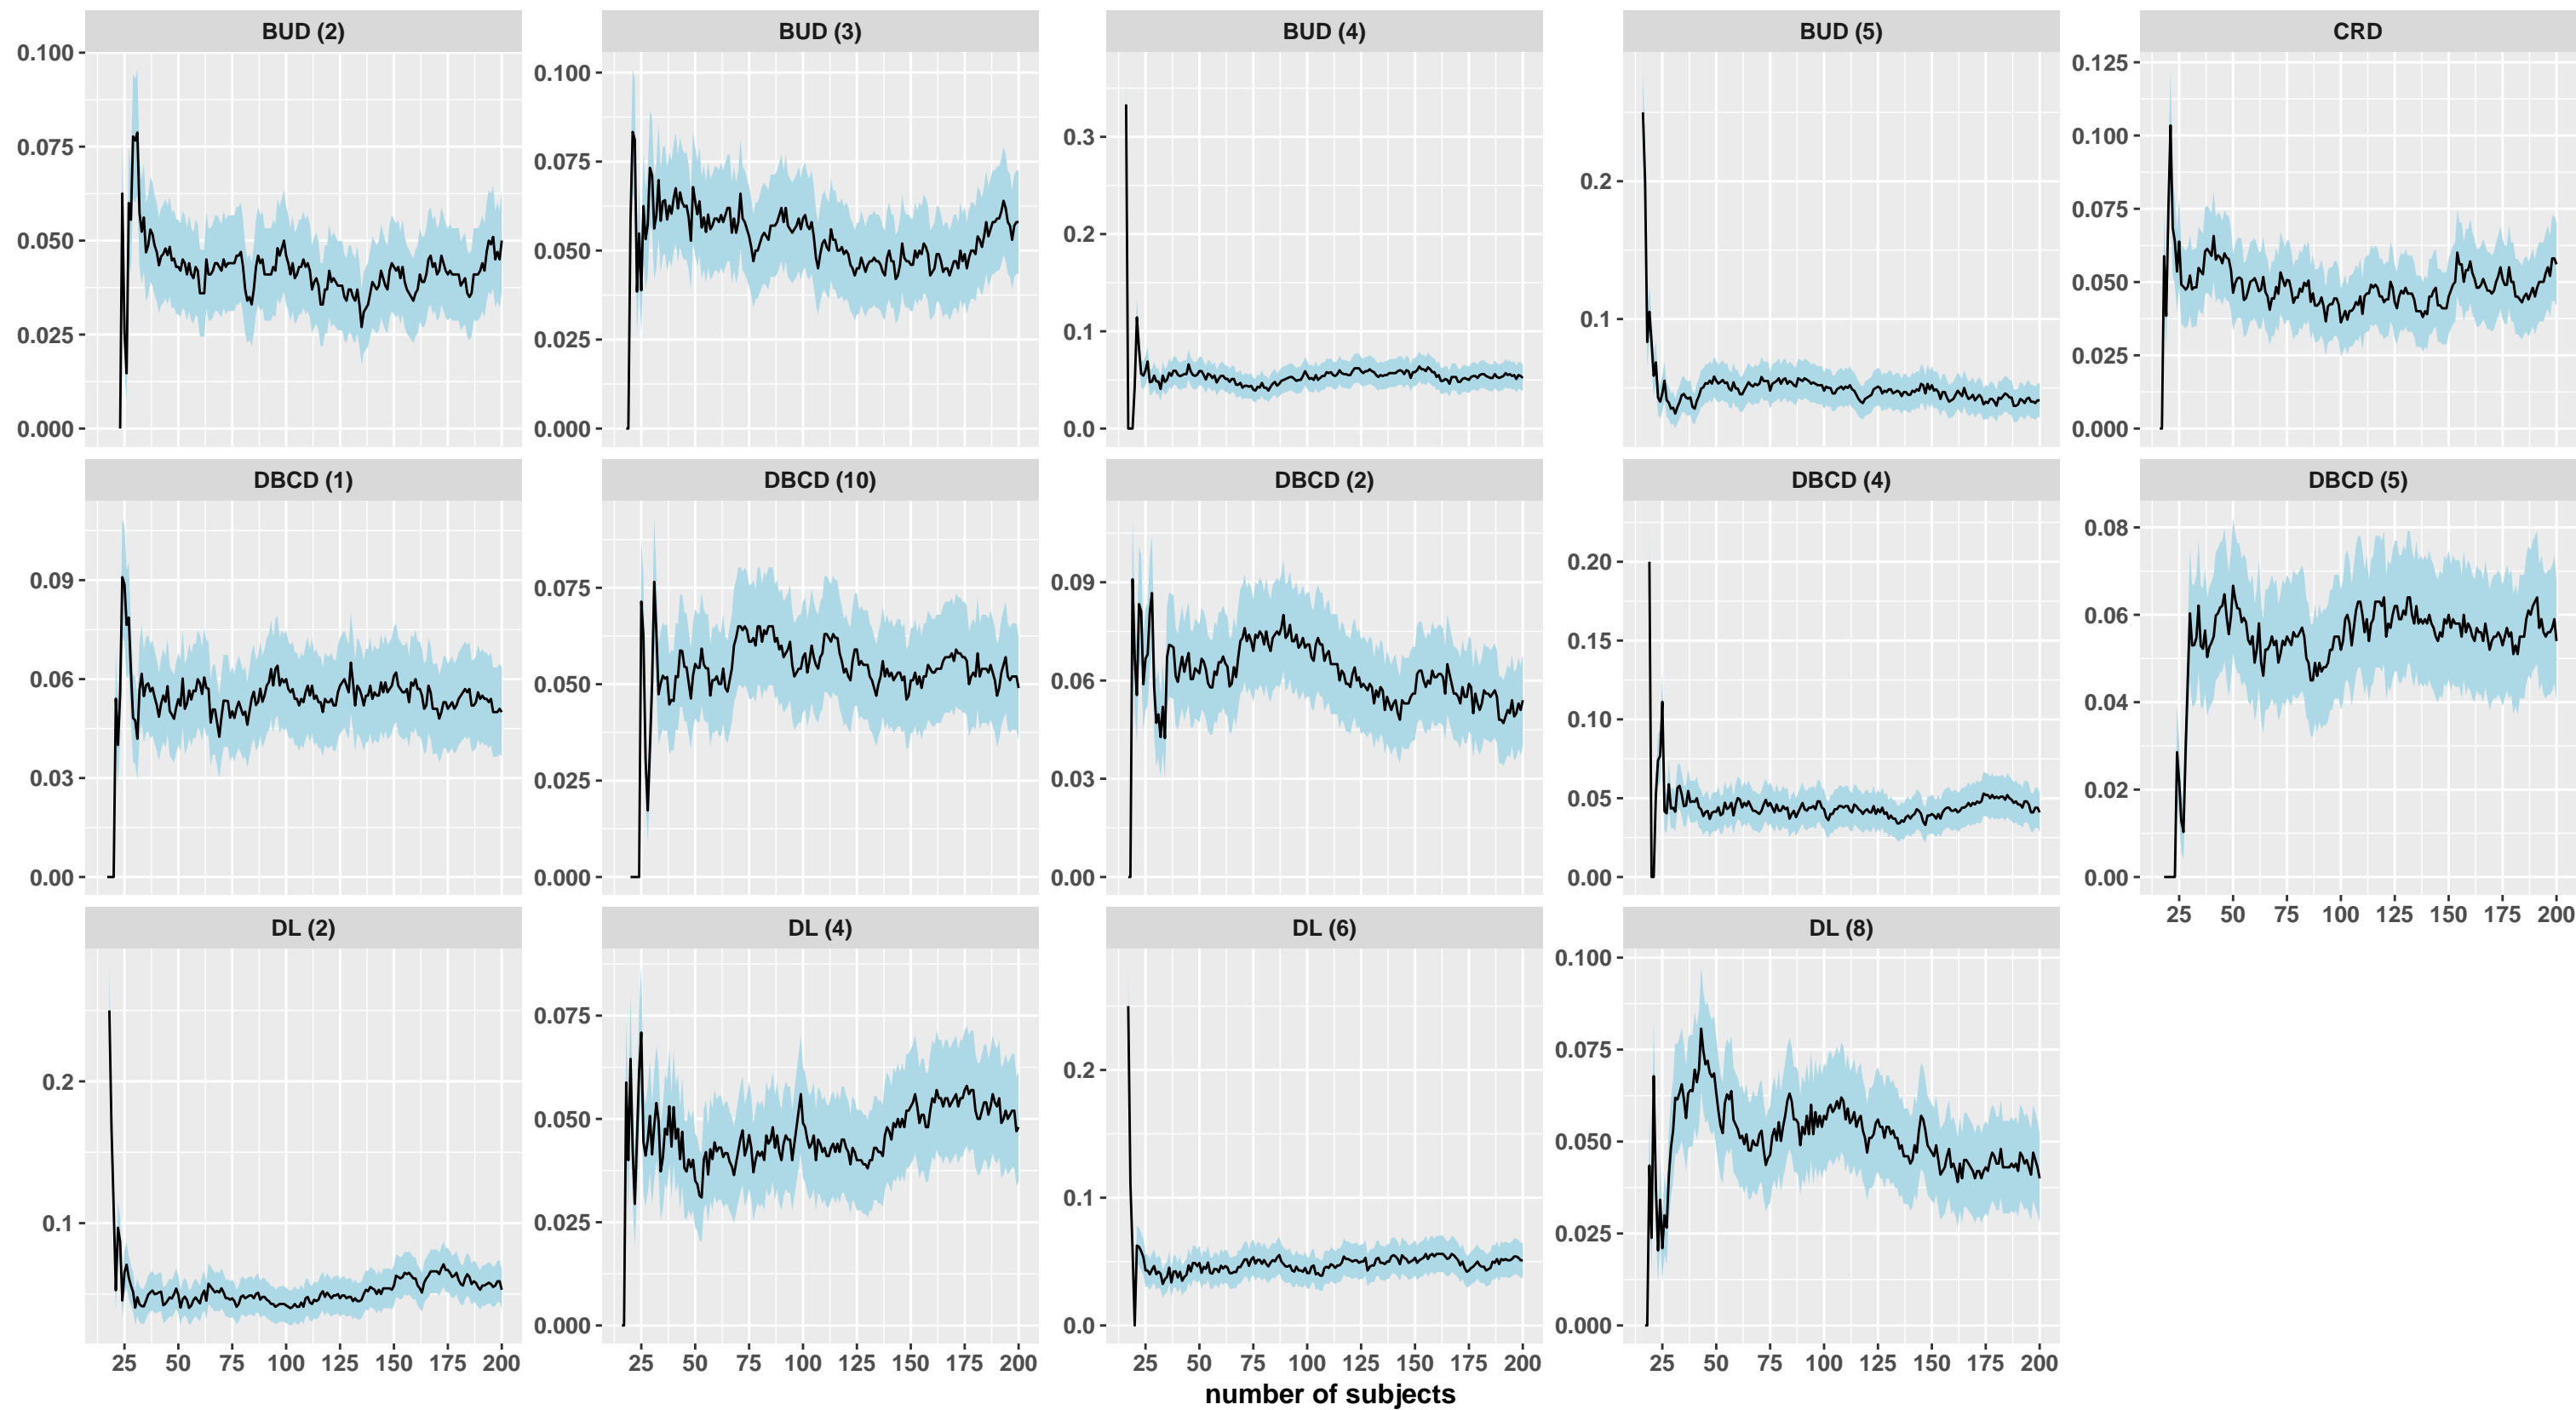 BUD (2) BUD (3) BUD (4) BUD (5) CRD
0.100 0.075 0.050 0.025 0.000
0.100 0.075 0.050 0.025 0.000
0.3 0.2 0.1 0.0
0.2 0.1
0.125 0.100 0.075 0.050 0.025 0.000
DBCD (1) DBCD (10) DBCD (2) DBCD (4) DBCD (5)
0.09 0.06 0.03 0.00
0.075 0.050 0.025 0.000
0.09 0.06 0.03 0.00
0.20 0.15 0.10 0.05 0.00
0.08 0.06 0.04 0.02 0.00
25 50 75 100 125 150 175 200
DL (2) DL (4) DL (6) DL (8)
0.2 0.1
0.075 0.050 0.025 0.000
0.2 0.1 0.0
0.100 0.075 0.050 0.025 0.000
25 50 75 100 125 150 175 200
25 50 75 100 125 150 175 200
25 50 75 100 125 150 175 200
25 50 75 100 125 150 175 200
number of subjects